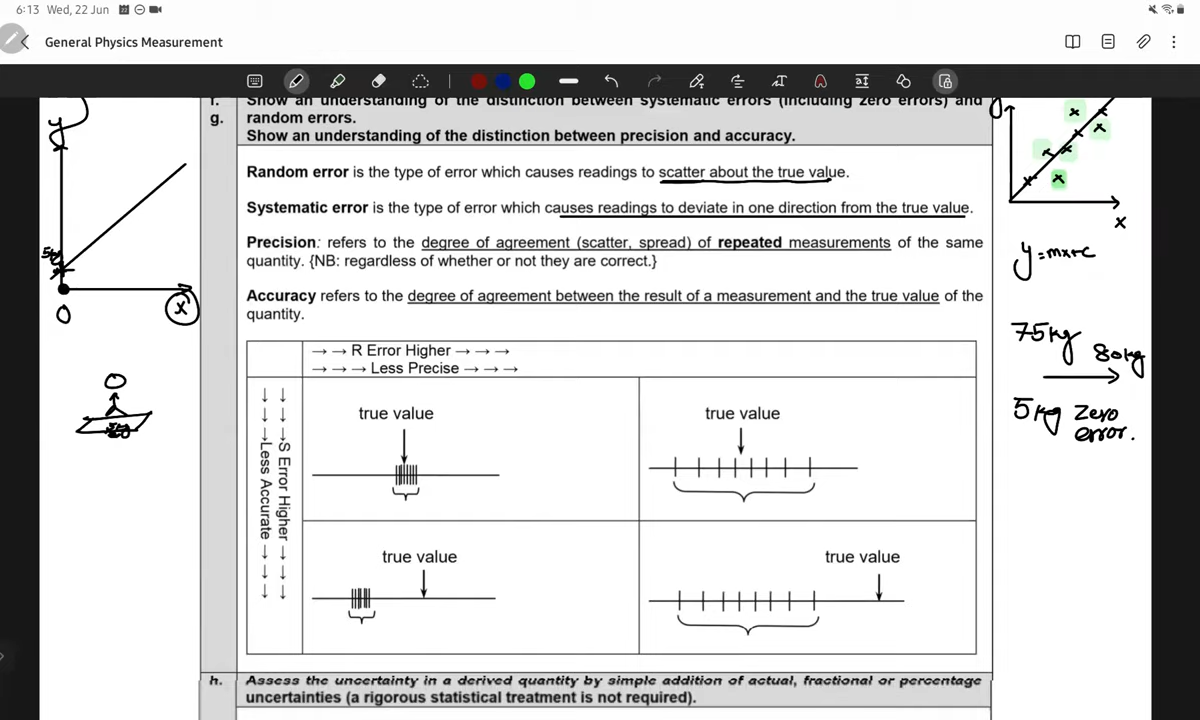 6:13 Wed, 22 Jun
General Physics Measurement
f. Show an understanding of the distinction between systematic errors (including zero errors) and
g. random errors.
Show an understanding of the distinction between precision and accuracy.
Random error is the type of error which causes readings to scatter about the true value.
Systematic error is the type of error which causes readings to deviate in one direction from the true value.
Precision: refers to the degree of agreement (scatter, spread) of repeated measurements of the same
quantity. {NB: regardless of whether or not they are correct.}
Accuracy refers to the degree of agreement between the result of a measurement and the true value of the
quantity.
→ → R Error Higher → → →
→ → → Less Precise → → →
↓ ↓ →S Error Higher→ ↓ ↓ ↓
↓ ↓ →Less Accurate→ ↓ ↓ ↓
true value
true value
true value
true value
h. Assess the uncertainty in a derived quantity by simple addition of actual, fractional or percentage
uncertainties (a rigorous statistical treatment is not required).
y
5kg
0
x
0
x
y=mx+c
75kg
80kg
5kg zero
error.